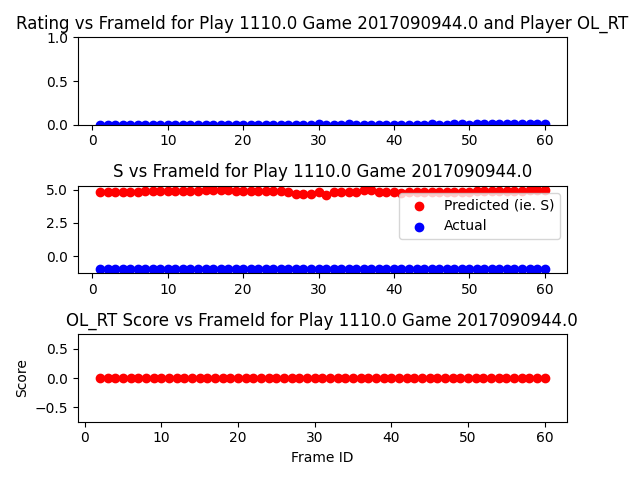 Rating vs FrameId for Play 1110.0 Game 2017090944.0 and Player OL_RT
1.0
0.5
0.0
0 10 20 30 40 50 60
S vs FrameId for Play 1110.0 Game 2017090944.0
5.0
2.5
0.0
Predicted (ie. S)
Actual
0 10 20 30 40 50 60
OL_RT Score vs FrameId for Play 1110.0 Game 2017090944.0
Score
0.5
0.0
−0.5
0 10 20 30 40 50 60
Frame ID